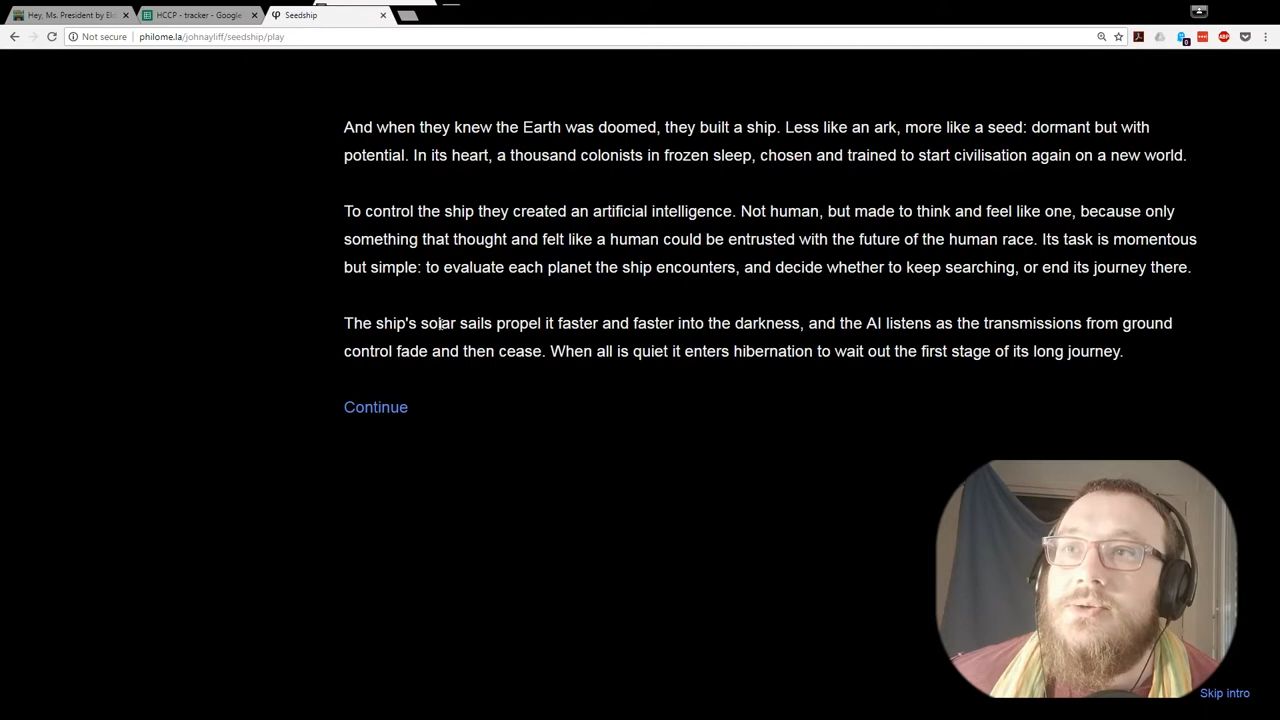 Hey, Ms. President by El
HCCP - tracker - Google
Seedship
Not secure
philome.la/johnayliff/seedship/play
0
ABP
And when they knew the Earth was doomed, they built a ship. Less like an ark, more like a seed: dormant but with
potential. In its heart, a thousand colonists in frozen sleep, chosen and trained to start civilisation again on a new world.
To control the ship they created an artificial intelligence. Not human, but made to think and feel like one, because only
something that thought and felt like a human could be entrusted with the future of the human race. Its task is momentous
but simple: to evaluate each planet the ship encounters, and decide whether to keep searching, or end its journey there.
The ship's solar sails propel it faster and faster into the darkness, and the AI listens as the transmissions from ground
control fade and then cease. When all is quiet it enters hibernation to wait out the first stage of its long journey.
Continue
Skip intro